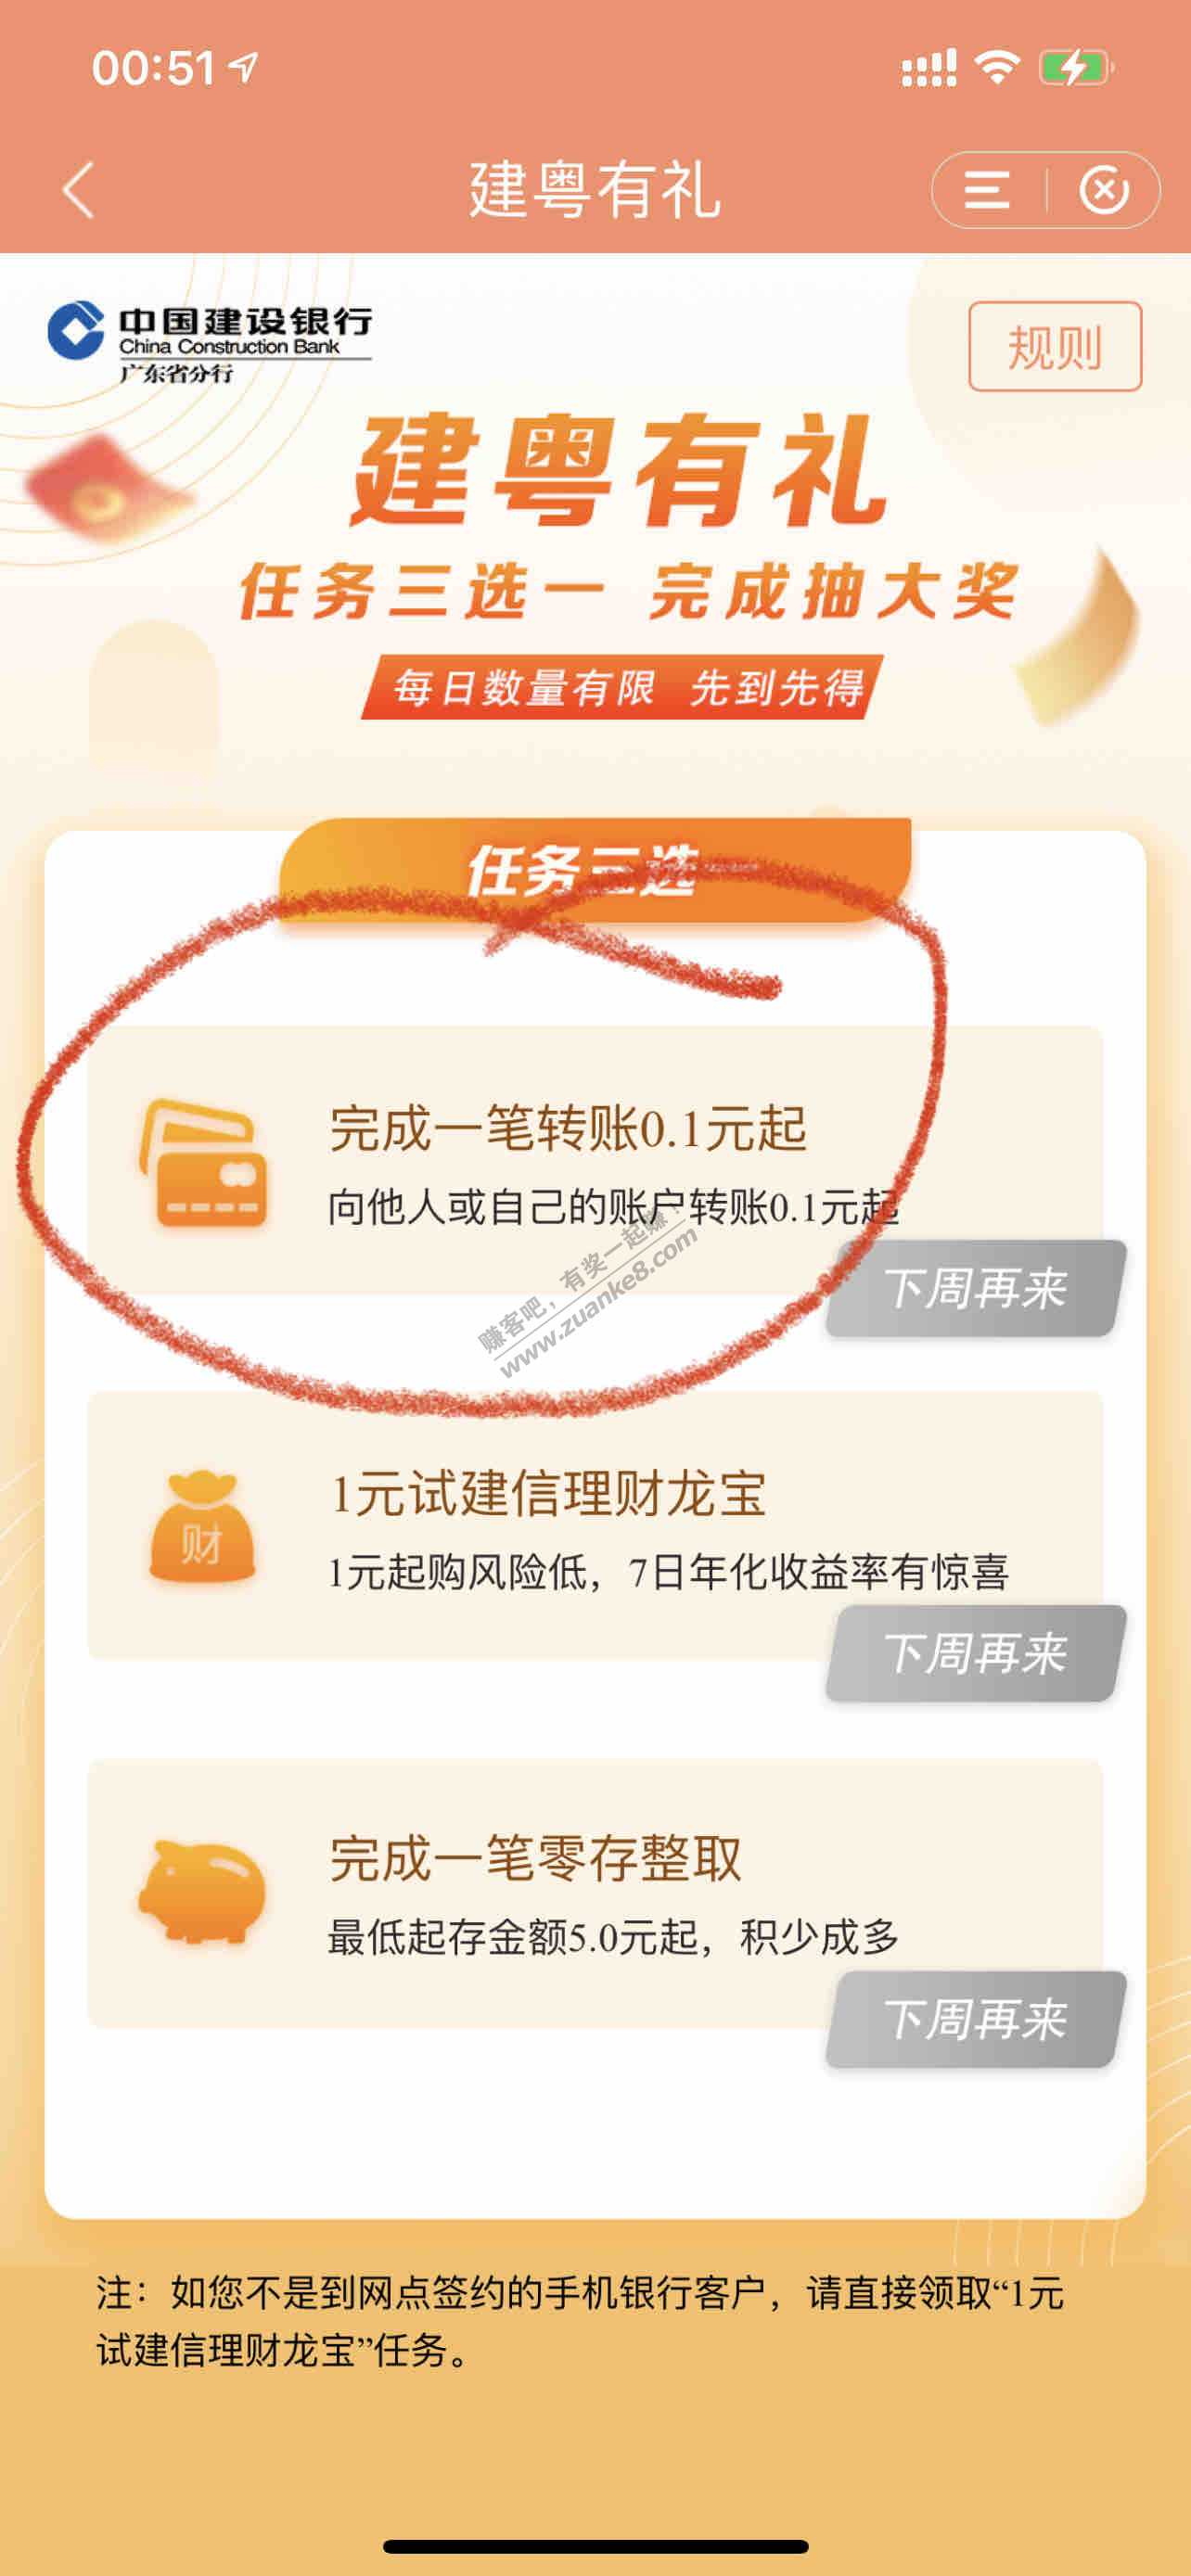 00:51
建粤有礼
中国建设银行
China Construction Bank
广东省分行
规则
建粤有礼
任务三选一 完成抽大奖
每日数量有限 先到先得
任务三选一
完成一笔转账0.1元起
向他人或自己的账户转账0.1元起
下周再来
赚客吧，有奖一起赚！
www.zuanke8.com
1元试建信理财龙宝
财
1元起购风险低，7日年化收益率有惊喜
下周再来
完成一笔零存整取
最低起存金额5.0元起，积少成多
下周再来
注：如您不是到网点签约的手机银行客户，请直接领取“1元
试建信理财龙宝”任务。